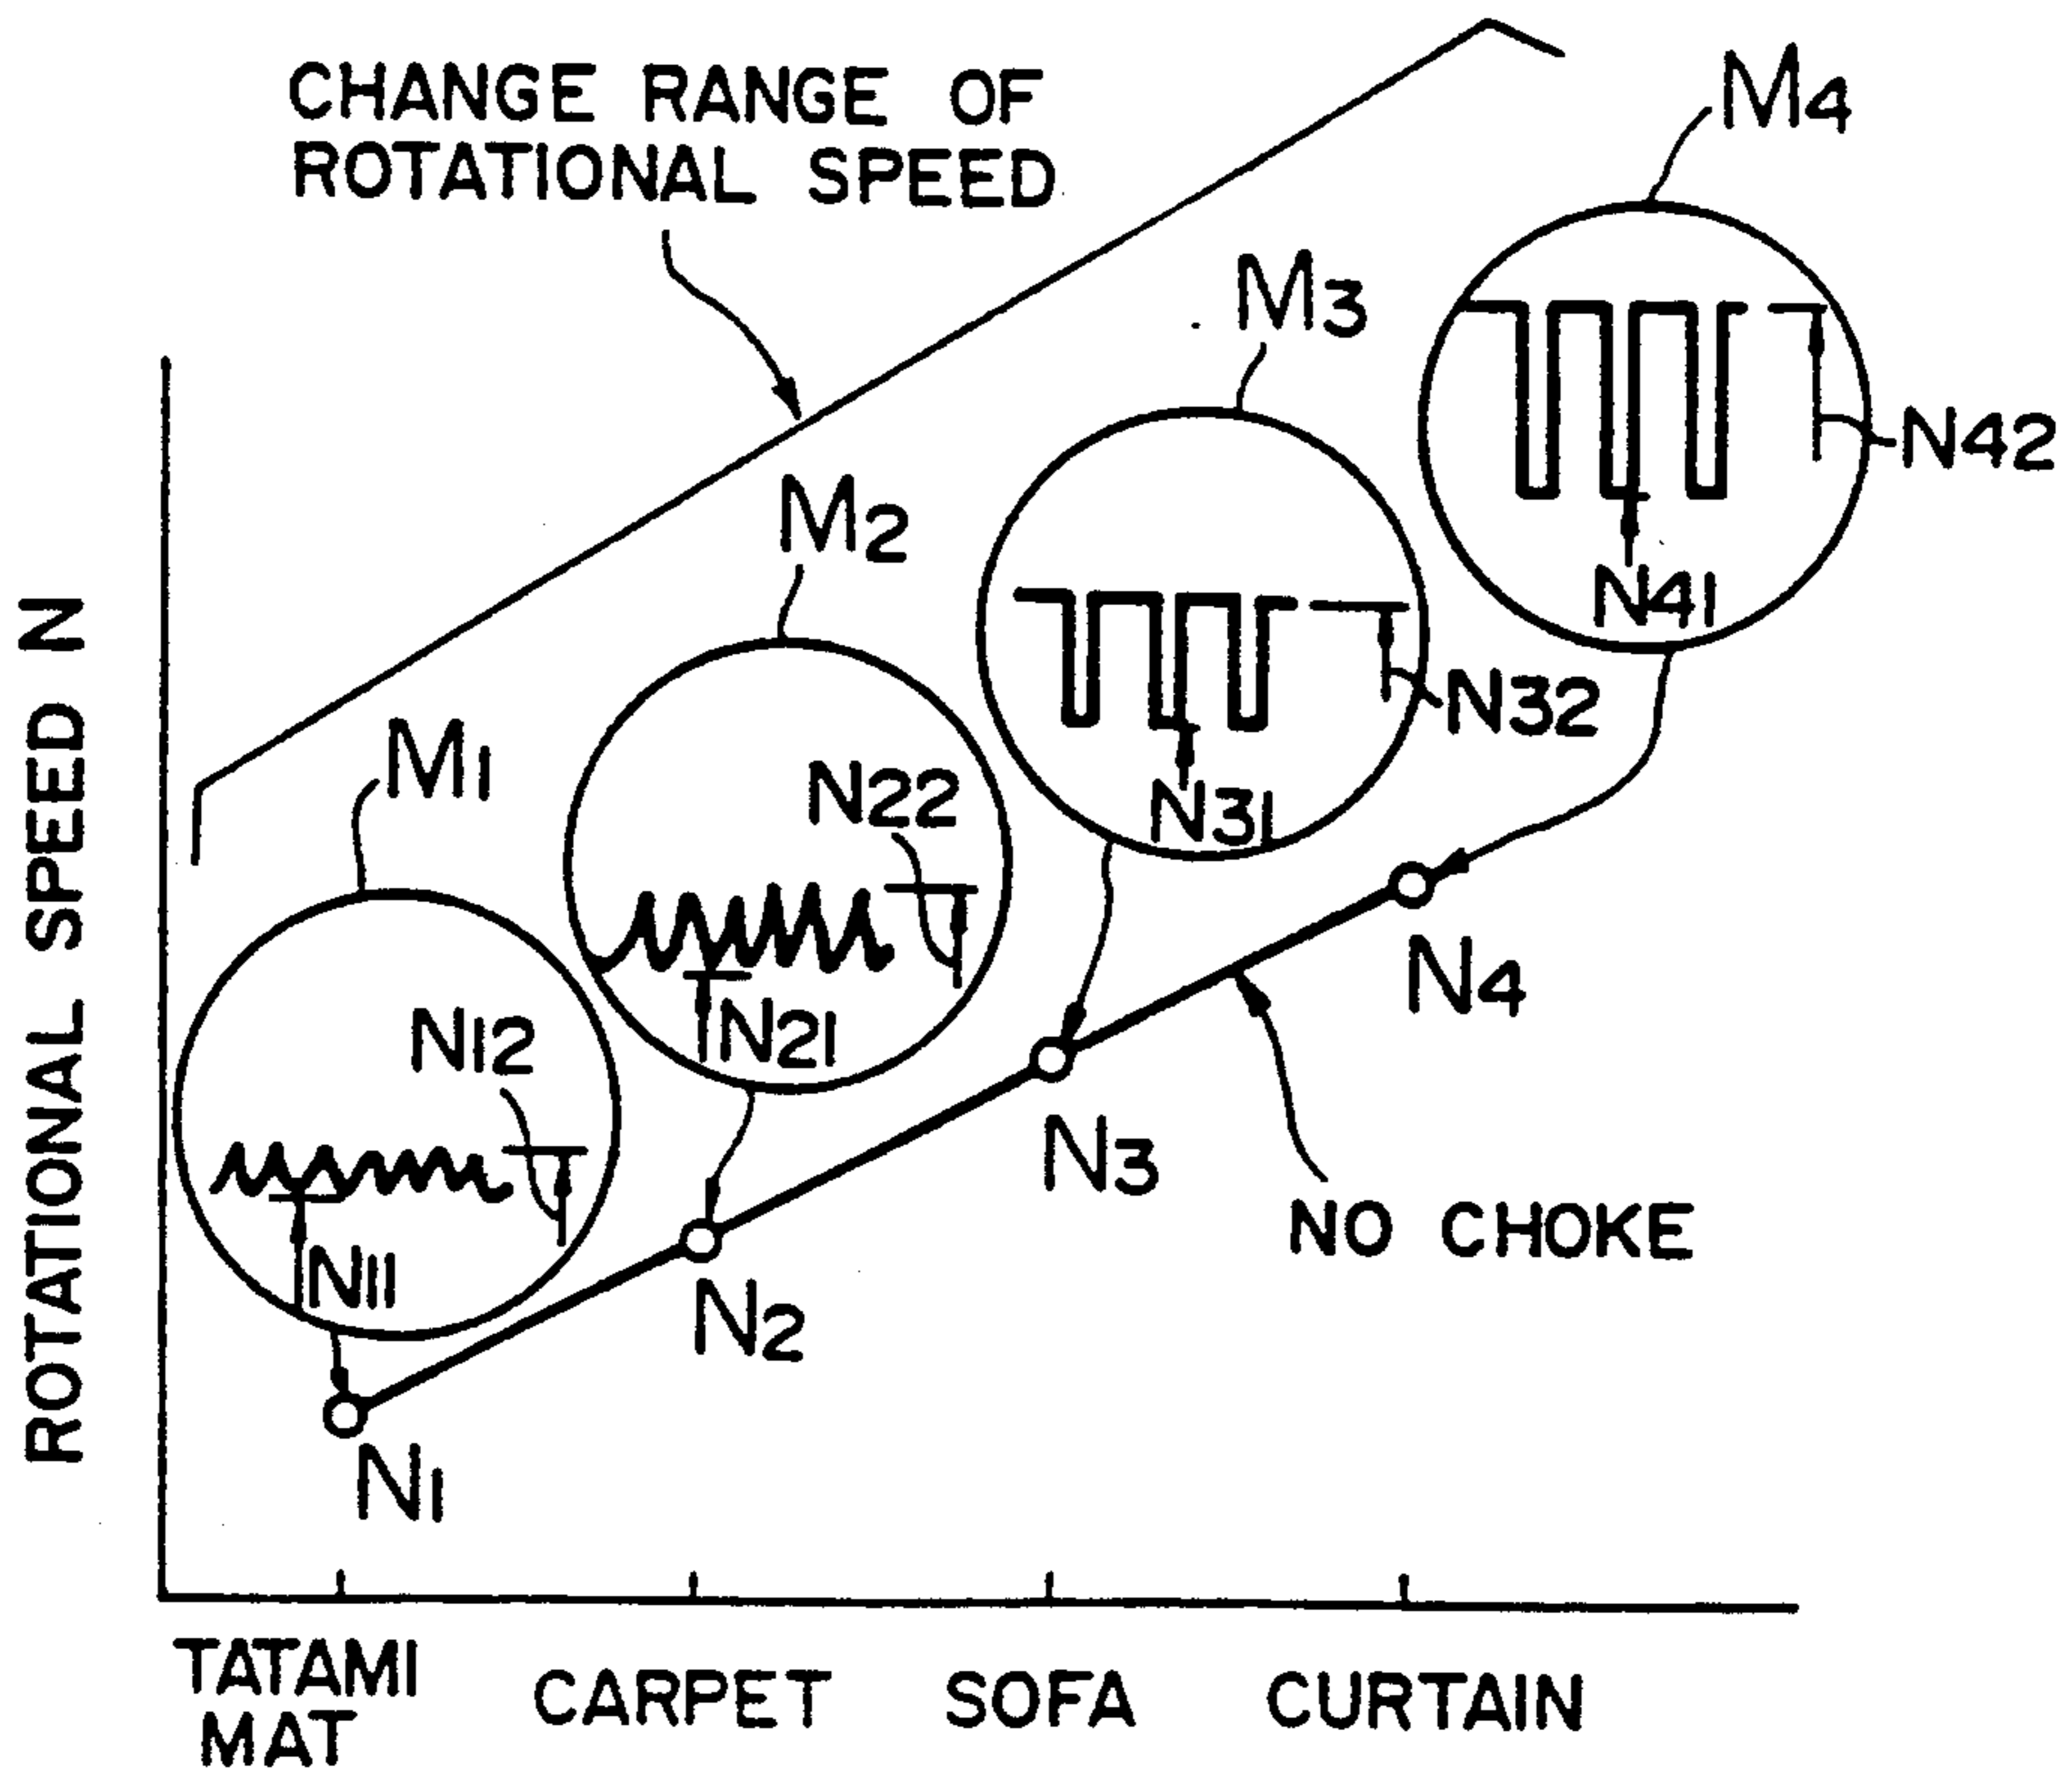 CHANGE RANGE OF
ROTATIONAL SPEED
M4
M3
N42
M2
N41
N32
M1
N22
N31
N4
N12
N21
N3
NO CHOKE
N11
N2
N1
ROTATIONAL SPEED N
TATAMI
MAT
CARPET
SOFA
CURTAIN